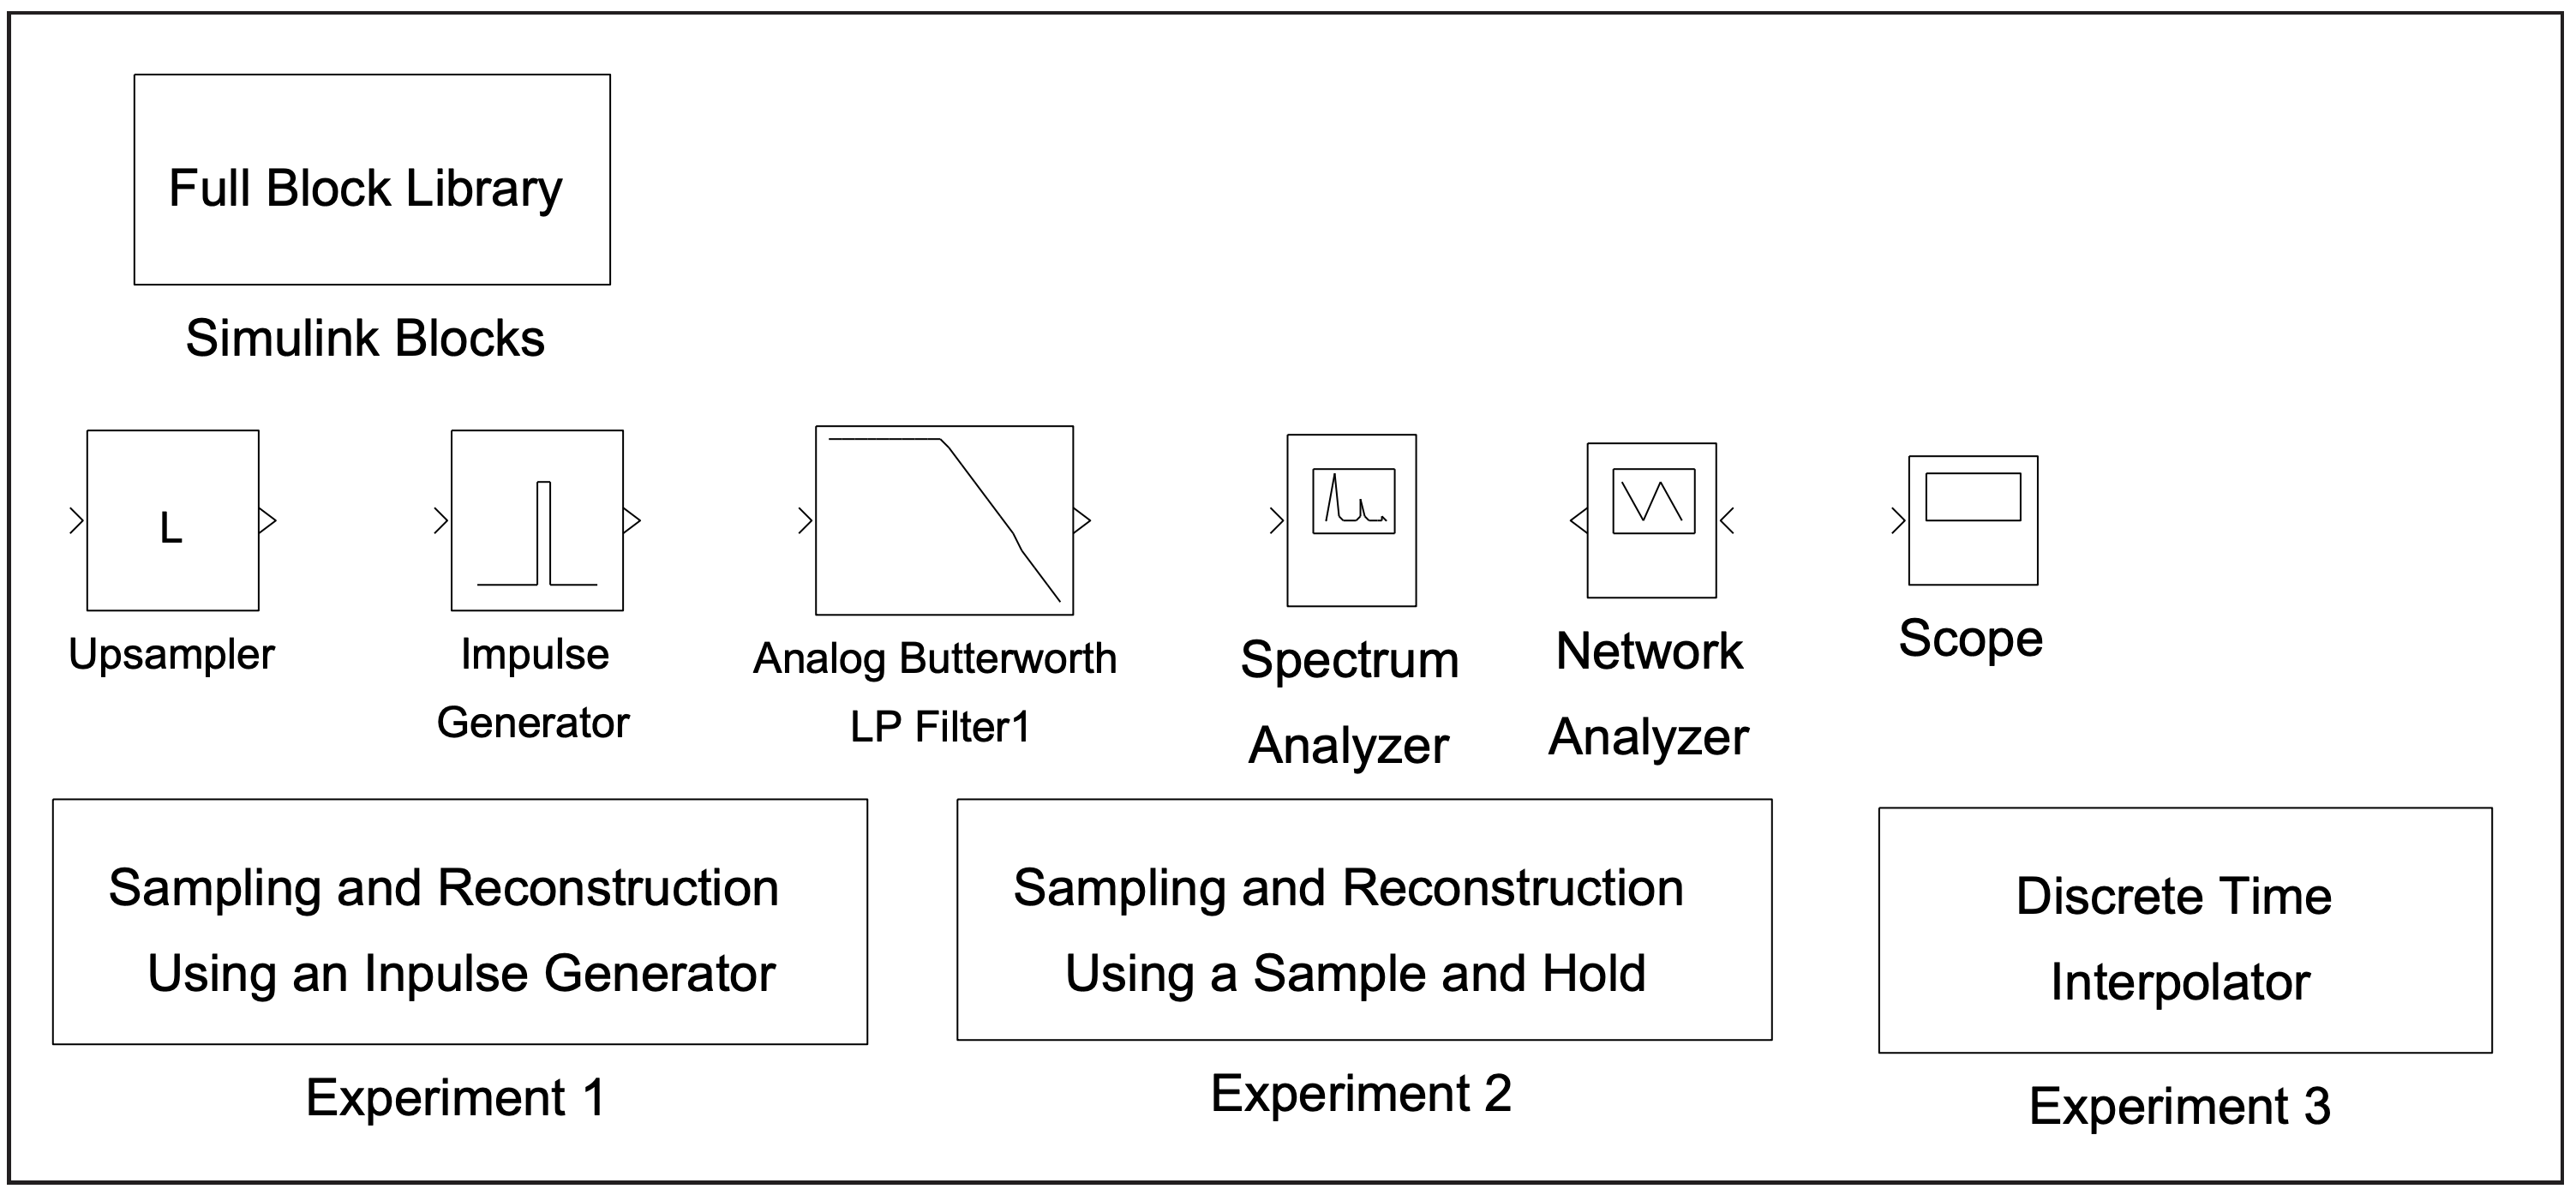 Full Block Library
Simulink Blocks
L
Upsampler
Impulse
Generator
Analog Butterworth
LP Filter1
Spectrum
Analyzer
Network
Analyzer
Scope
Sampling and Reconstruction
Using an Inpulse Generator
Experiment 1
Sampling and Reconstruction
Using a Sample and Hold
Experiment 2
Discrete Time
Interpolator
Experiment 3